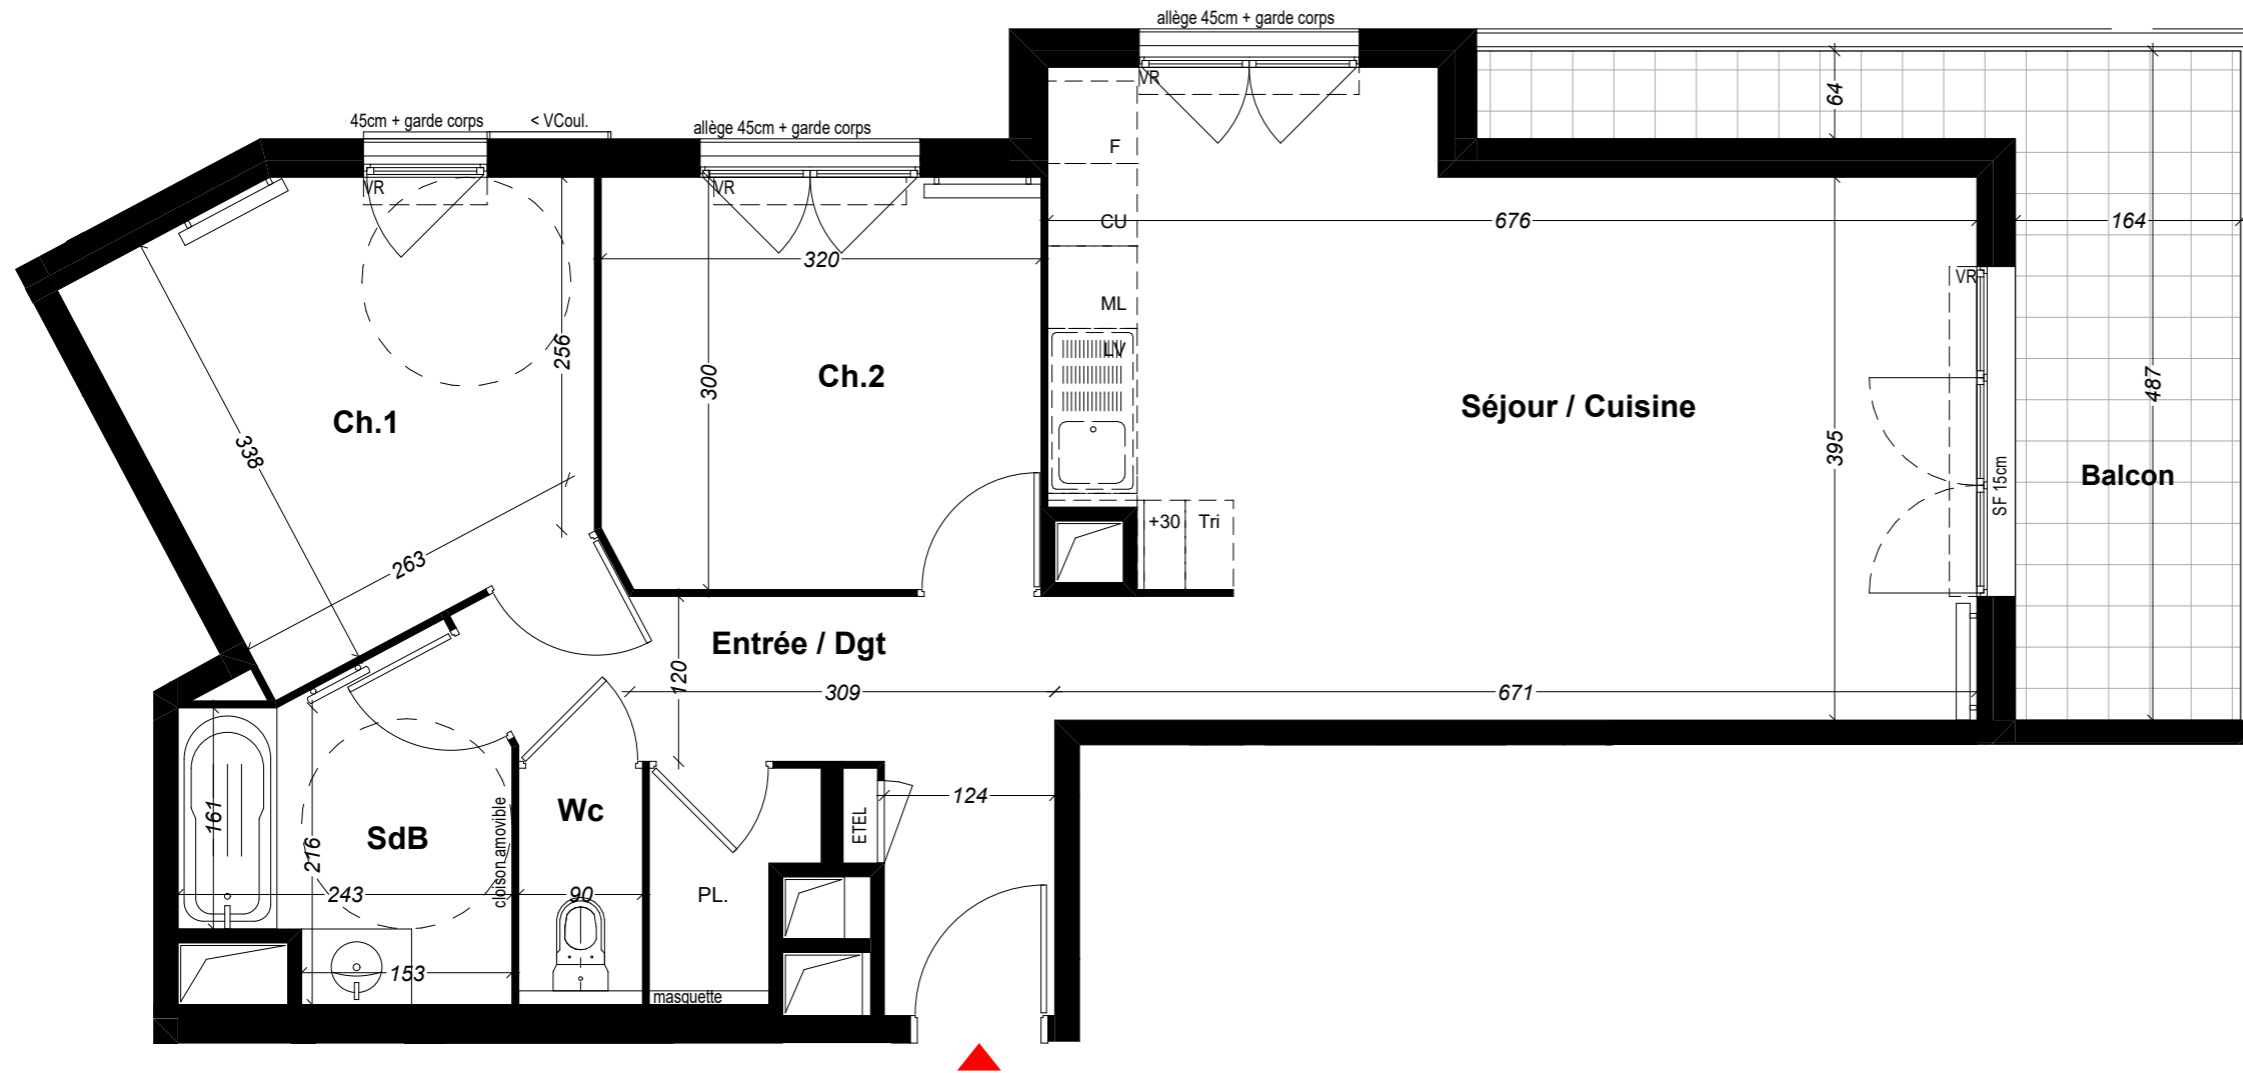 allège 45cm + garde corps
45cm + garde corps
< VCoul.
allège 45cm + garde corps
VR
VR
VR
64
F
CU
676
164
320
ML
VR
256
LV
300
Ch.2
487
Ch.1
Séjour / Cuisine
338
395
Balcon
SF 15cm
+30
Tri
263
Entrée / Dgt
120
309
671
161
124
Wc
ETEL
SdB
216
cloison amovible
243
90
PL.
153
masquette